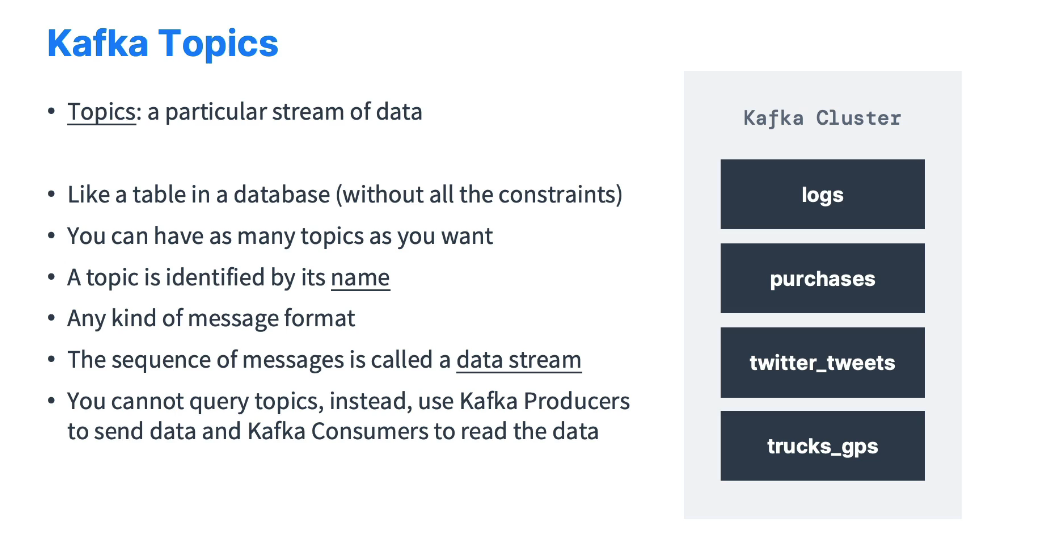 Kafka Topics
• Topics: a particular stream of data
• Like a table in a database (without all the constraints)
• You can have as many topics as you want
• A topic is identified by its name
• Any kind of message format
• The sequence of messages is called a data stream
• You cannot query topics, instead, use Kafka Producers
to send data and Kafka Consumers to read the data
Kafka Cluster
logs
purchases
twitter_tweets
trucks_gps